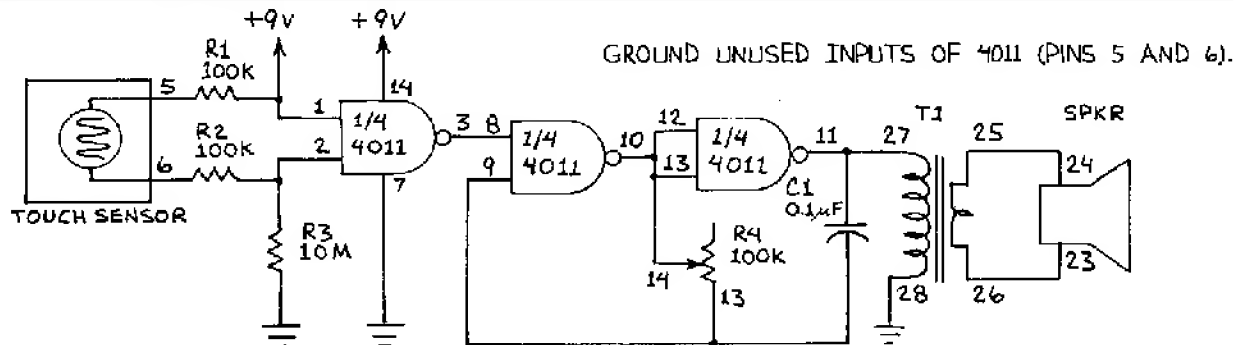 +9V
+9V
GROUND UNUSED INPUTS OF 4011 (PINS 5 AND 6).
R1
100K
5
14
1
1/4
4011
3
8
R2
100K
2
6
7
9
1/4
4011
10
12
13
1/4
4011
11
27
T1
25
SPKR
24
TOUCH SENSOR
R3
10M
C1
0.1µF
R4
100K
14
13
28
26
23